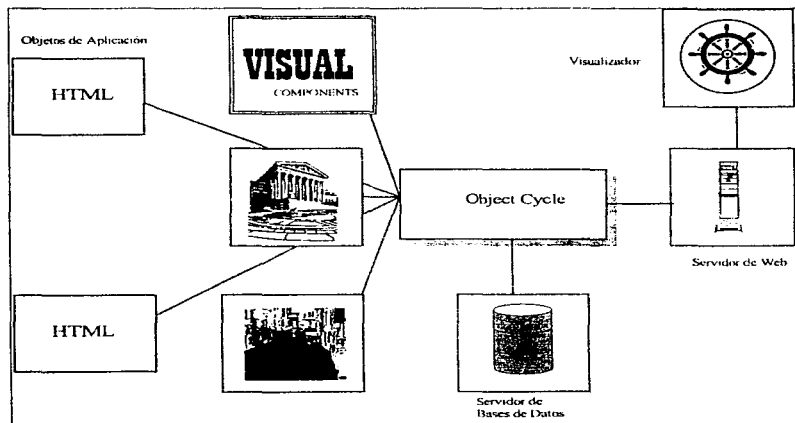 Objetos de Aplicación
HTML
VISUAL
COMPONENTS
Visualizador
Object Cycle
Servidor de Web
HTML
Servidor de
Bases de Datos